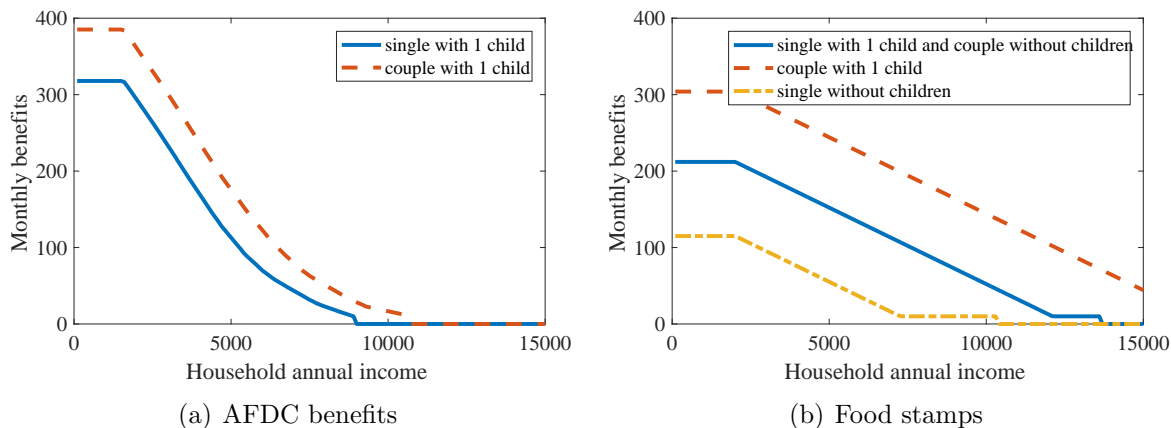 400
300
200
100
0
Monthly benefits
single with 1 child
couple with 1 child
0 5000 10000 15000
Household annual income
(a) AFDC benefits
400
300
200
100
0
Monthly benefits
single with 1 child and couple without children
couple with 1 child
single without children
0 5000 10000 15000
Household annual income
(b) Food stamps